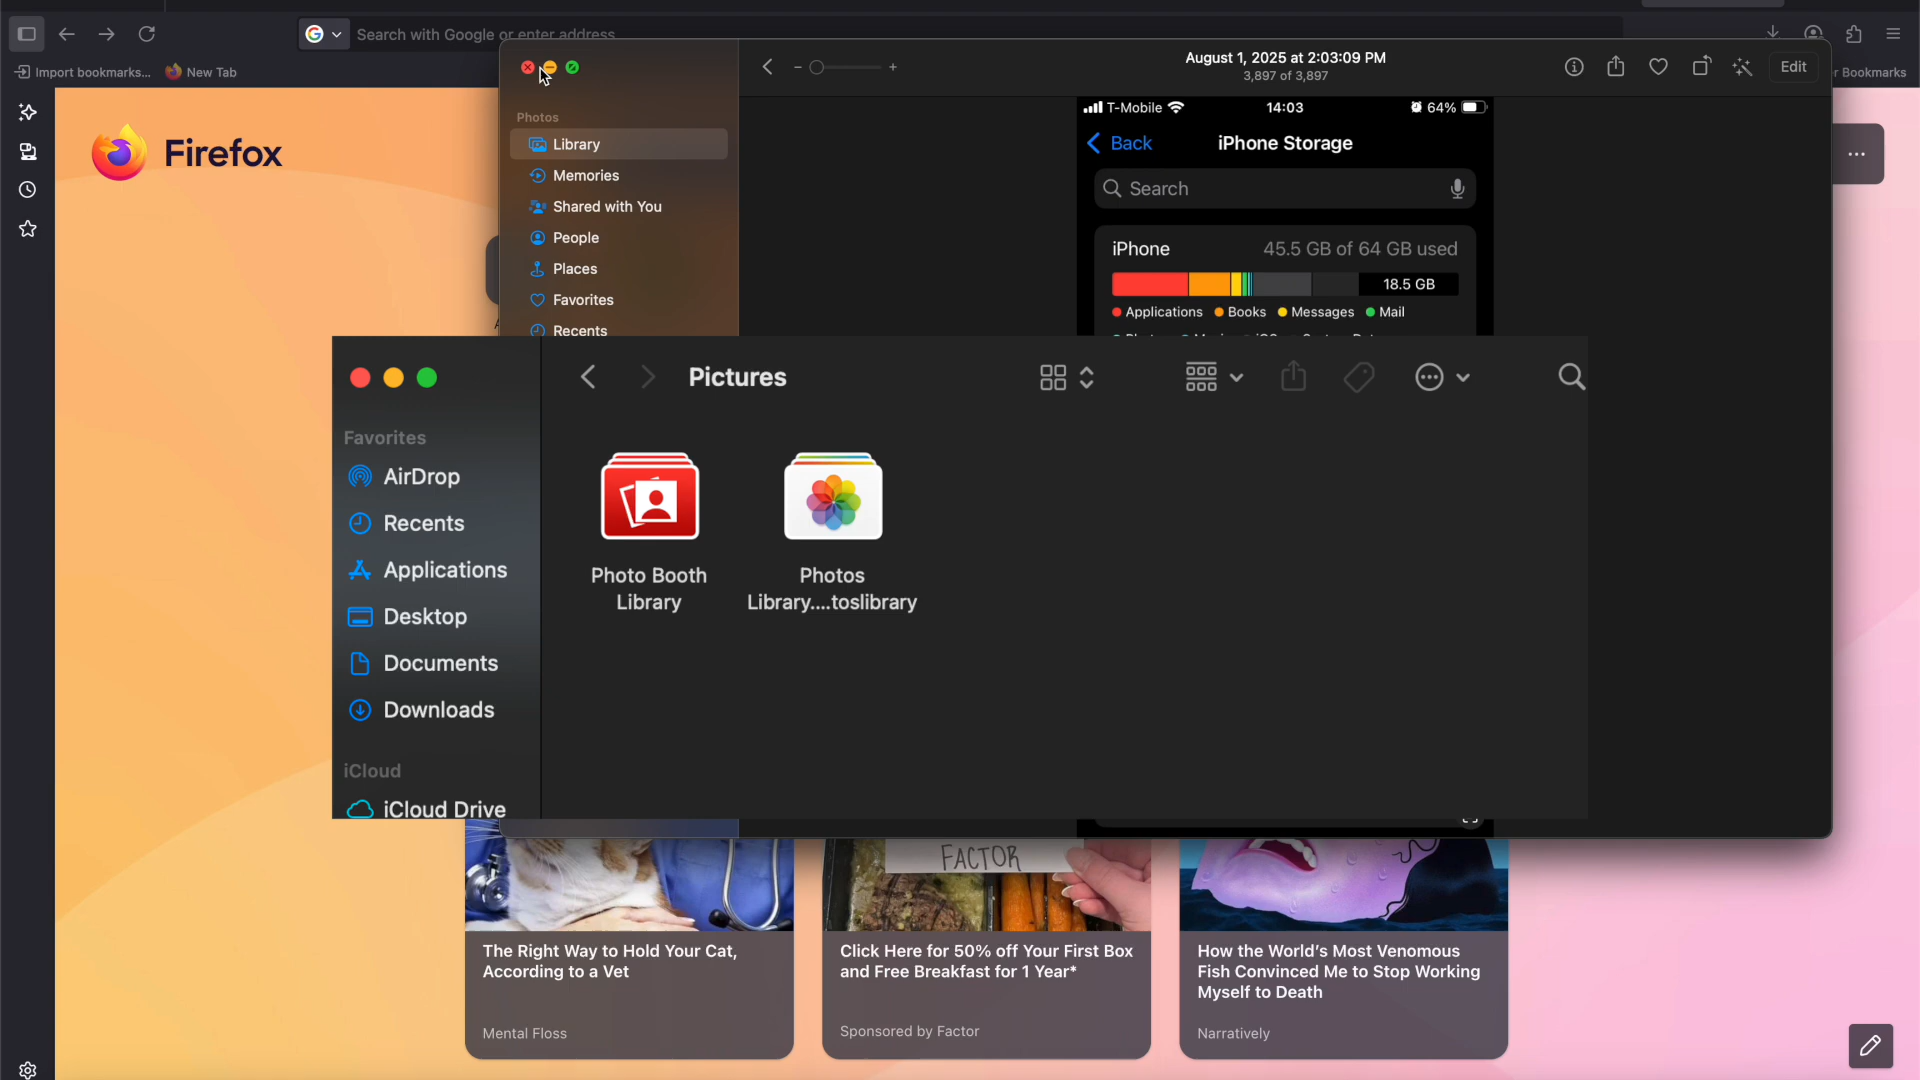 Search with Google or enter address
Import bookmarks...
New Tab
r Bookmarks
Firefox
Photos
Library
Memories
Shared with You
People
Places
Favorites
Recents
August 1, 2025 at 2:03:09 PM
3,897 of 3,897
Edit
T-Mobile
14:03
64%
Back
iPhone Storage
Search
iPhone
45.5 GB of 64 GB used
18.5 GB
Applications
Books
Messages
Mail
Pictures
Favorites
AirDrop
Recents
Applications
Desktop
Documents
Downloads
iCloud
iCloud Drive
Photo Booth
Library
Photos
Library....toslibrary
FACTOR
The Right Way to Hold Your Cat,
According to a Vet
Mental Floss
Click Here for 50% off Your First Box
and Free Breakfast for 1 Year*
Sponsored by Factor
How the World's Most Venomous
Fish Convinced Me to Stop Working
Myself to Death
Narratively